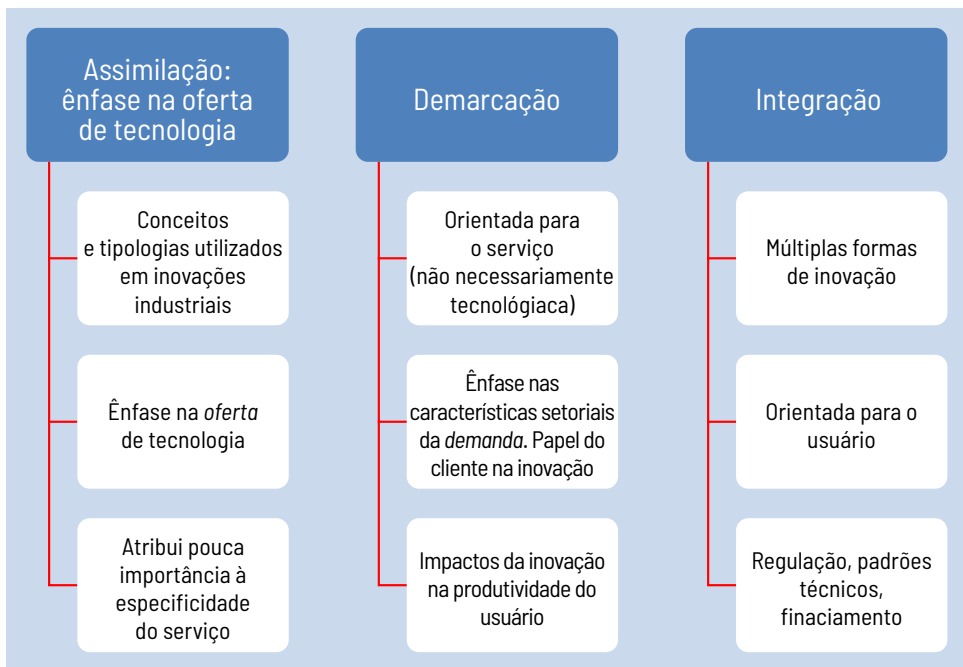 Assimilação:
ênfase na oferta
de tecnologia
Conceitos
e tipologias utilizados
em inovações
industriais
Ênfase na oferta
de tecnologia
Atribui pouca
importância à
especificidade
do serviço
Demarcação
Orientada para
o serviço
(não necessariamente
tecnológiaca)
Ênfase nas
características setoriais
da demanda. Papel do
cliente na inovação
Impactos da inovação
na produtividade do
usuário
Integração
Múltiplas formas
de inovação
Orientada para o
usuário
Regulação, padrões
técnicos,
finaciamento